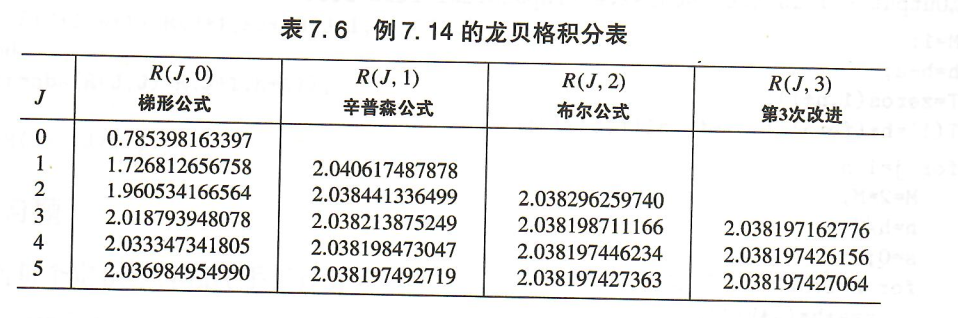 表7.6 例7.14的龙贝格积分表
J R(J, 0) 梯形公式 R(J, 1) 辛普森公式 R(J, 2) 布尔公式 R(J, 3) 第3次改进
0 0.785398163397
1 1.726812656758 2.040617487878
2 1.960534166564 2.038441336499 2.038296259740
3 2.018793948078 2.038213875249 2.038198711166 2.038197162776
4 2.033347341805 2.038198473047 2.038197446234 2.038197426156
5 2.036984954990 2.038197492719 2.038197427363 2.038197427064